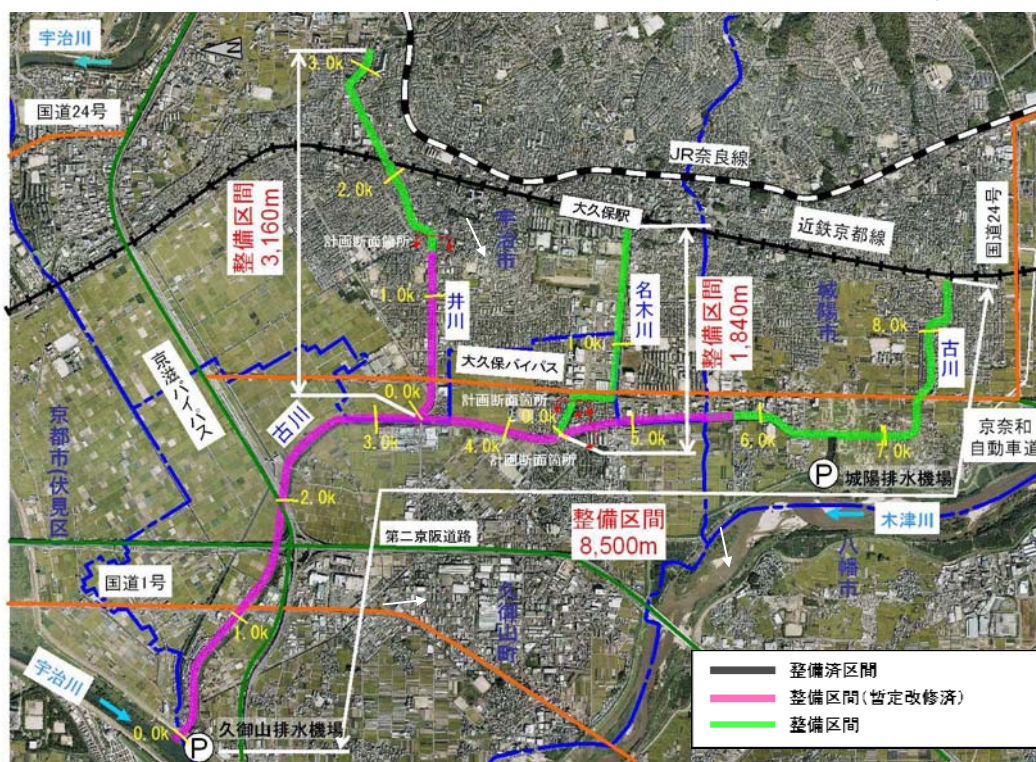 宇治川
N
国道24号
3.0k
JR奈良線
2.0k
大久保駅
近鉄京都線
国道24号
整備区間
3,160m
計画断面箇所
宇治市
1.0k
井川
名木川
整備区間
1,840m
城陽市
8.0k
古川
京滋バイパス
大久保バイパス
1.0k
0.0k
計画断面箇所
0.0k
古川
3.0k
4.0k
5.0k
6.0k
7.0k
計画断面箇所
京奈和
自動車道
京都市伏見区
P
城陽排水機場
2.0k
整備区間
8,500m
木津川
第二京阪道路
八幡市
国道1号
久御山町
1.0k
宇治川
0.0k
P
久御山排水機場
整備済区間
整備区間(暫定改修済)
整備区間